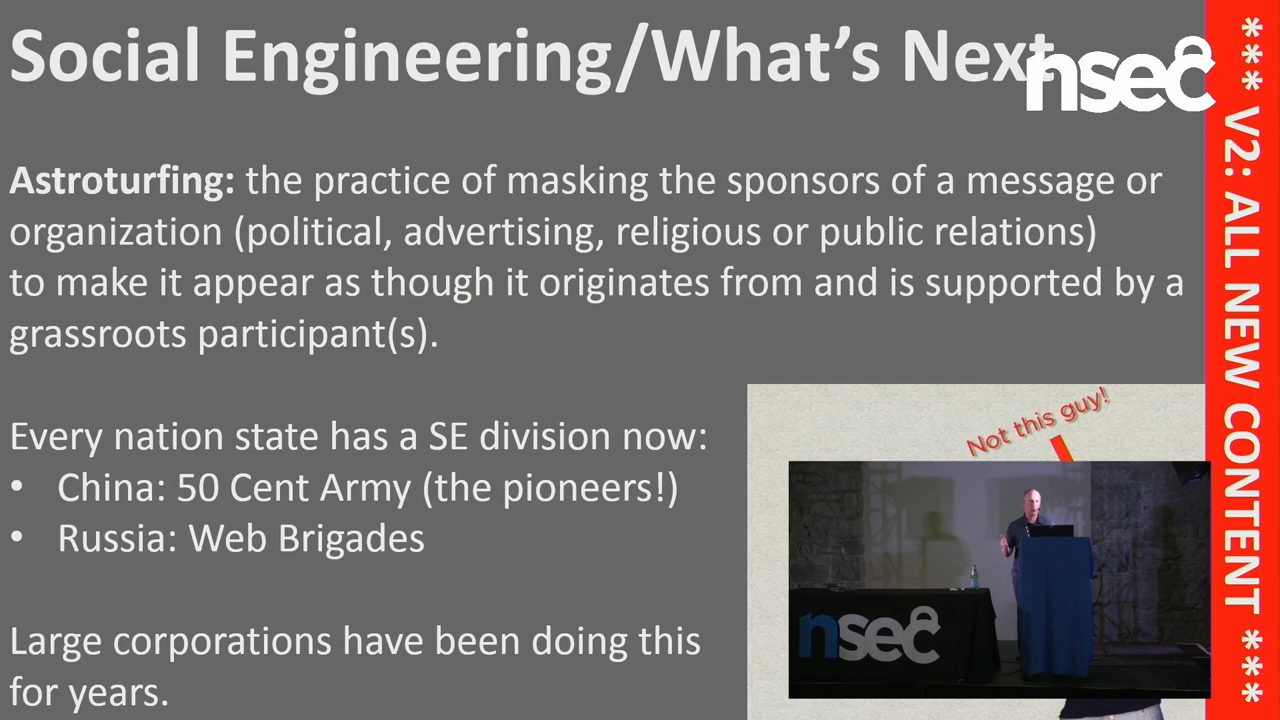 Social Engineering/What's Next
nsec
Astroturfing: the practice of masking the sponsors of a message or
organization (political, advertising, religious or public relations)
to make it appear as though it originates from and is supported by a
grassroots participant(s).
Every nation state has a SE division now:
• China: 50 Cent Army (the pioneers!)
• Russia: Web Brigades
Large corporations have been doing this
for years.
Not this guy!
nsec
*** V2: ALL NEW CONTENT ***